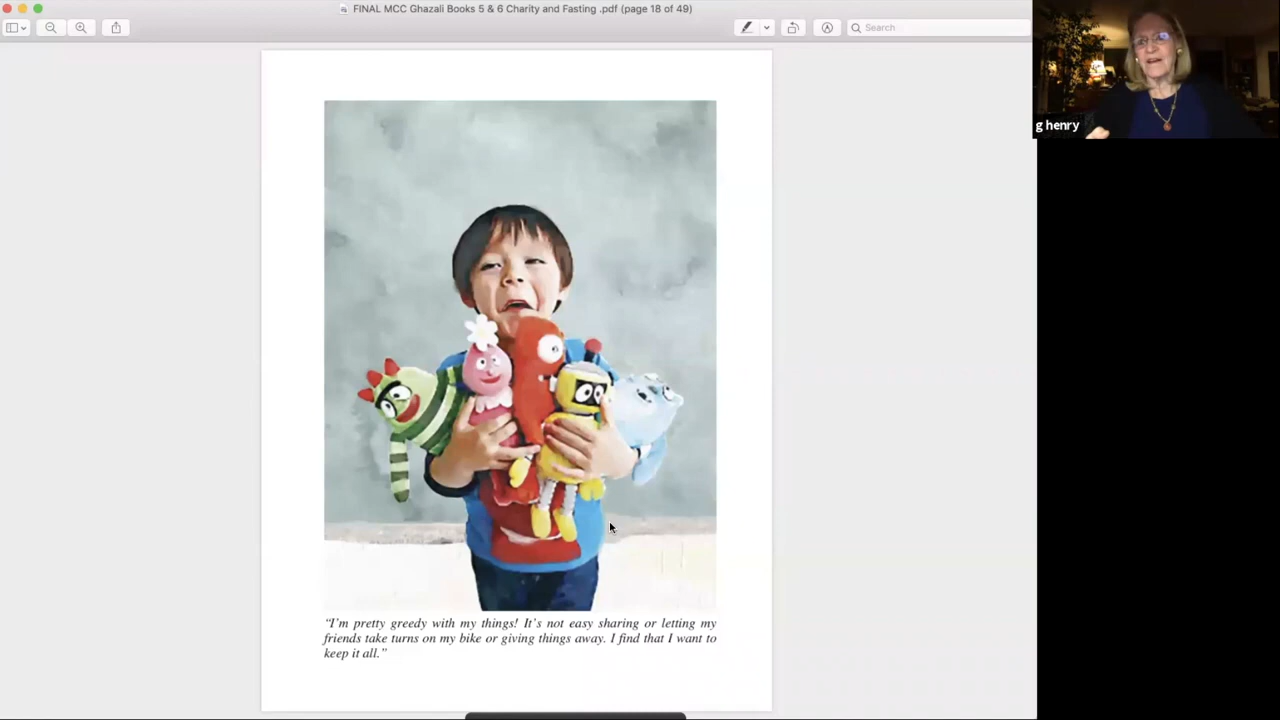 FINAL MCC Ghazali Books 5 & 6 Charity and Fasting .pdf (page 18 of 49)
Search
g henry
“I'm pretty greedy with my things! It's not easy sharing or letting my
friends take turns on my bike or giving things away. I find that I want to
keep it all.”